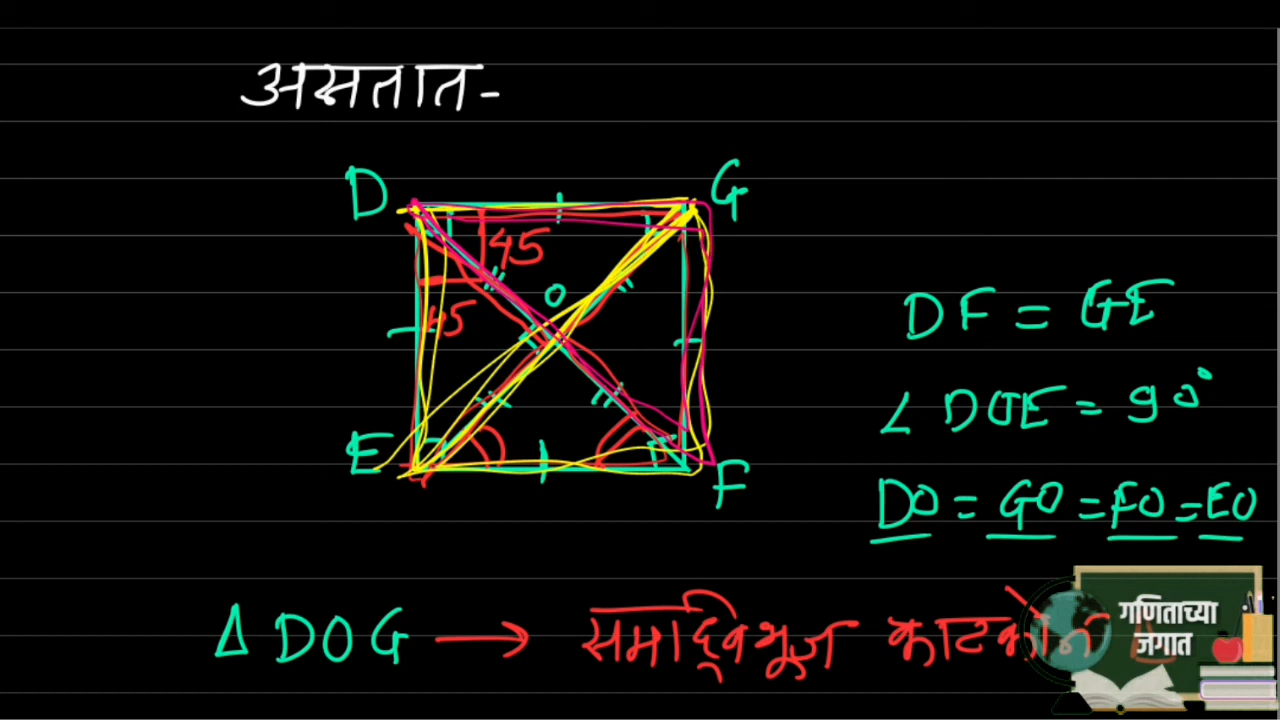 असतात-
D G
45
O
DF = GE
45
∠DOE = 90°
E F
DO = GO = FO = EO
ΔDOG → समद्विभूज काटकोन Δ
गणिताच्या
जगात